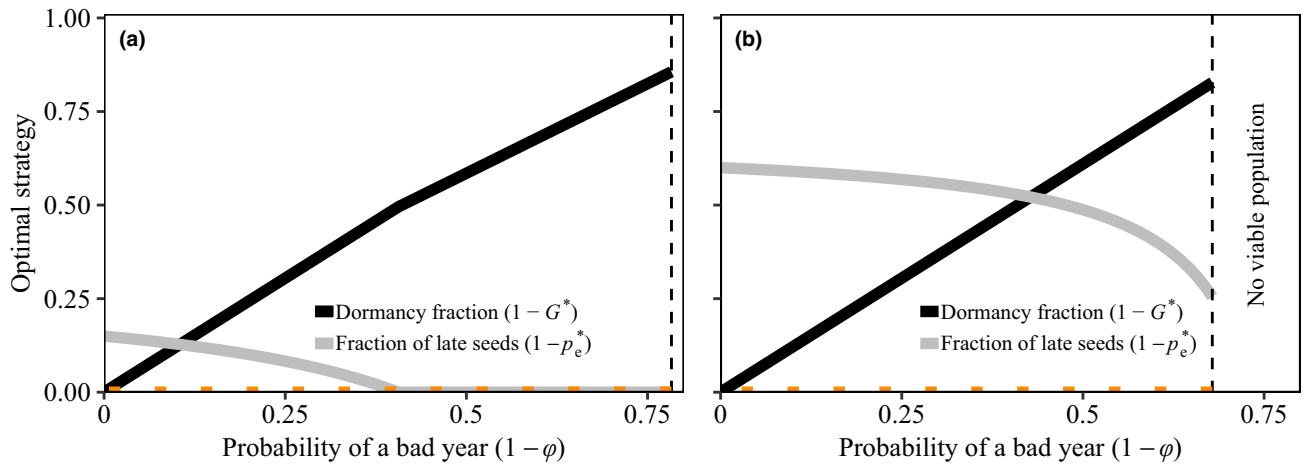 Optimal strategy
1.00
0.75
0.50
0.25
0.00
(a)
Dormancy fraction (1 − G*)
Fraction of late seeds (1 − pₑ*)
0
0.25
0.5
0.75
Probability of a bad year (1 − φ)
(b)
Dormancy fraction (1 − G*)
Fraction of late seeds (1 − pₑ*)
No viable population
0
0.25
0.5
0.75
Probability of a bad year (1 − φ)